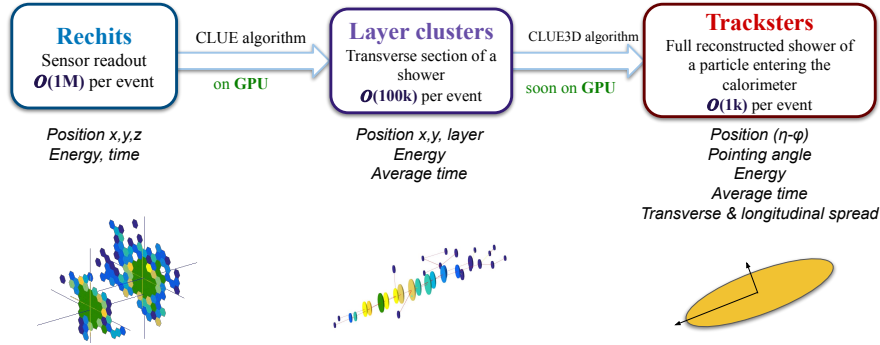 Rechits
Sensor readout
O(1M) per event
CLUE algorithm
on GPU
Layer clusters
Transverse section of a
shower
O(100k) per event
CLUE3D algorithm
soon on GPU
Tracksters
Full reconstructed shower of
a particle entering the
calorimeter
O(1k) per event
Position x,y,z
Energy, time
Position x,y, layer
Energy
Average time
Position (η-φ)
Pointing angle
Energy
Average time
Transverse & longitudinal spread